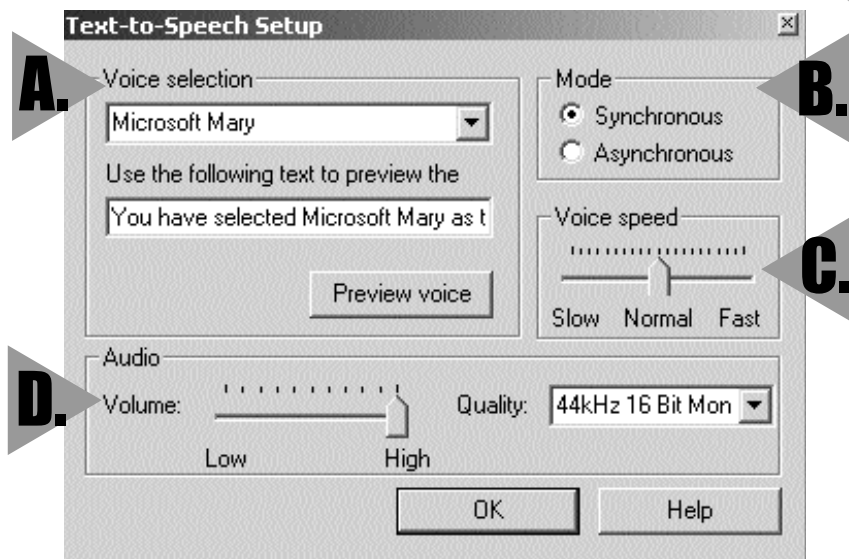 Text-to-Speech Setup
A.
Voice selection
Microsoft Mary
Use the following text to preview the
You have selected Microsoft Mary as t
Preview voice
B.
Mode
Synchronous
Asynchronous
C.
Voice speed
Slow Normal Fast
D.
Audio
Volume:
Low High
Quality:
44kHz 16 Bit Mon
OK
Help